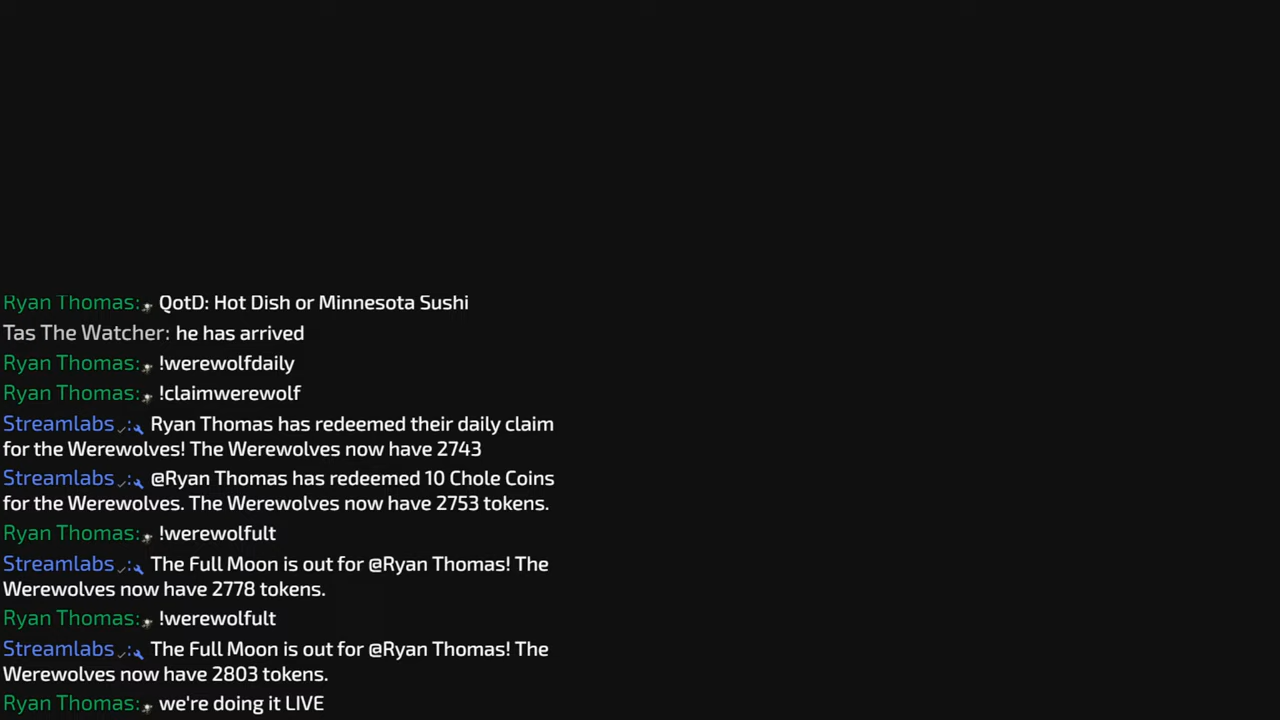 Ryan Thomas: QotD: Hot Dish or Minnesota Sushi
Tas The Watcher: he has arrived
Ryan Thomas: !werewolfdaily
Ryan Thomas: !claimwerewolf
Streamlabs : Ryan Thomas has redeemed their daily claim
for the Werewolves! The Werewolves now have 2743
Streamlabs : @Ryan Thomas has redeemed 10 Chole Coins
for the Werewolves. The Werewolves now have 2753 tokens.
Ryan Thomas: !werewolfult
Streamlabs : The Full Moon is out for @Ryan Thomas! The
Werewolves now have 2778 tokens.
Ryan Thomas: !werewolfult
Streamlabs : The Full Moon is out for @Ryan Thomas! The
Werewolves now have 2803 tokens.
Ryan Thomas: we're doing it LIVE